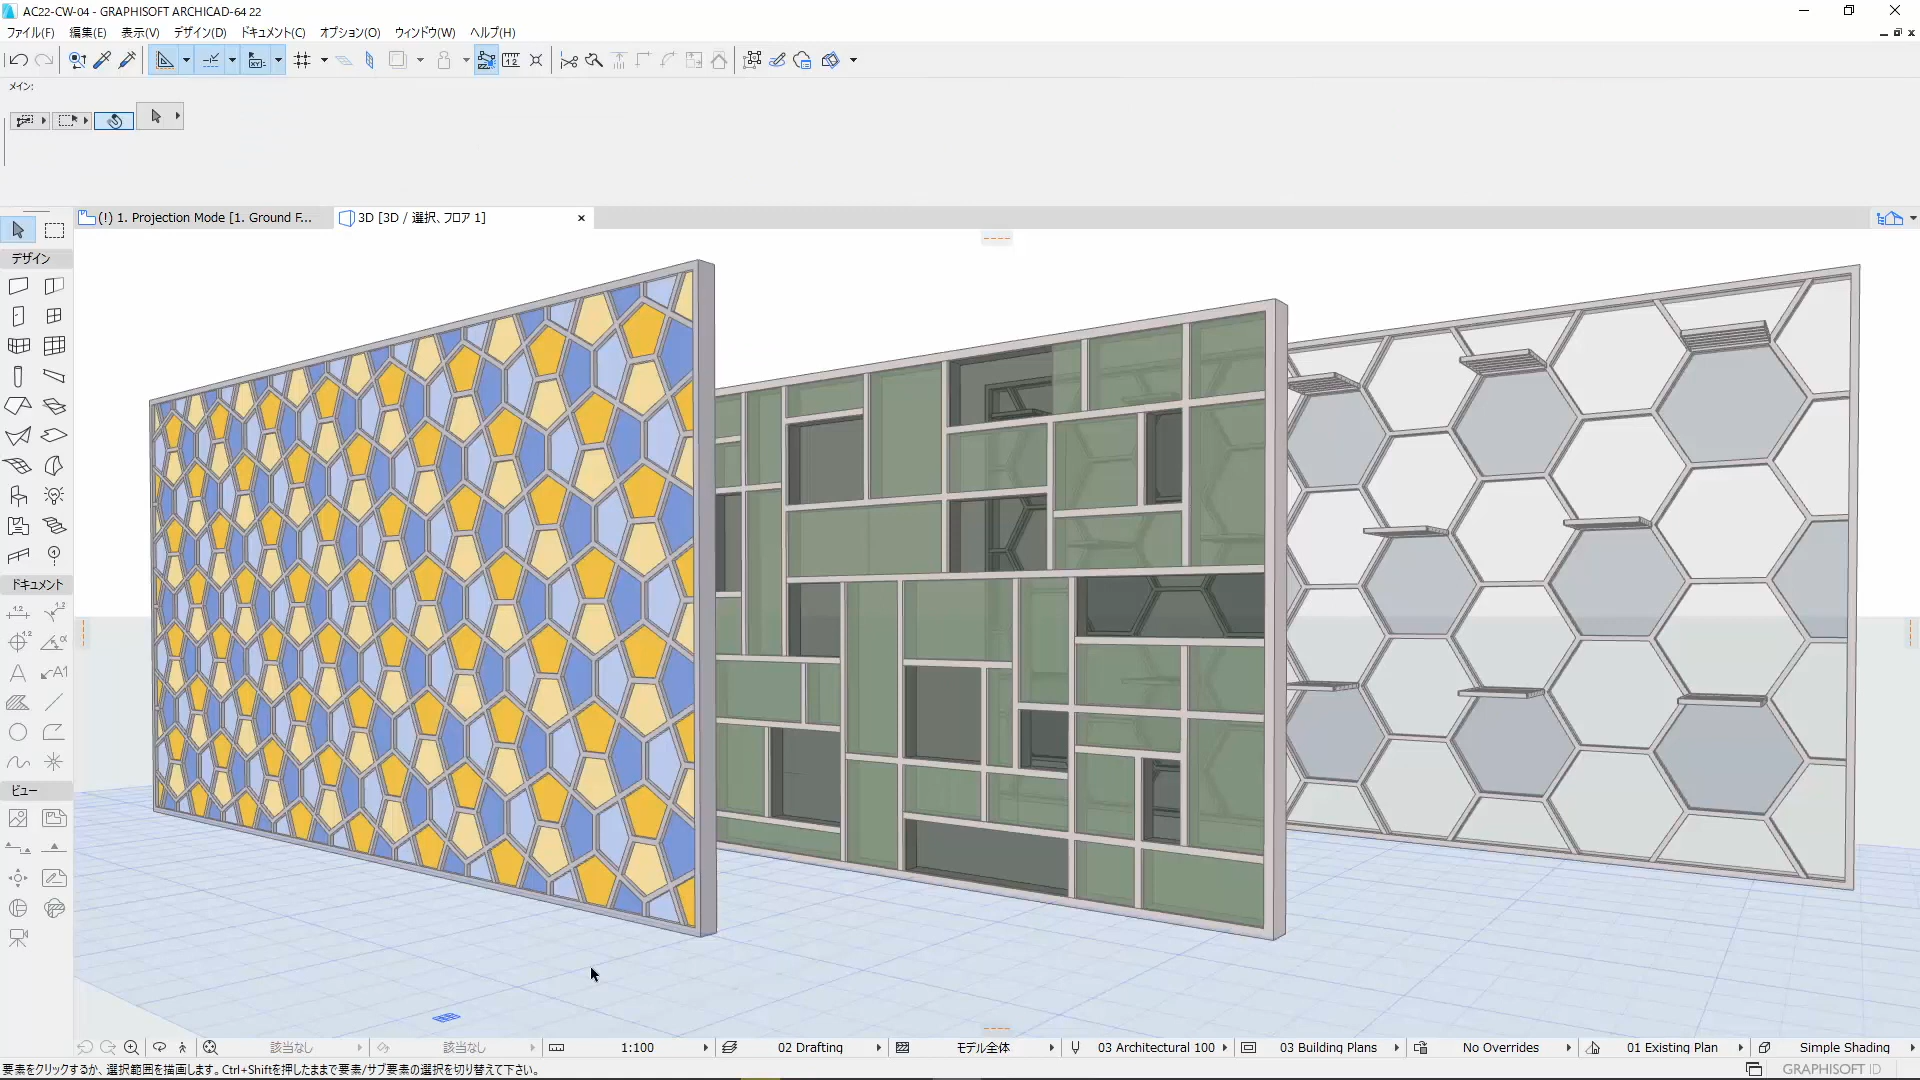 AC22-CW-04 - GRAPHISOFT ARCHICAD-64 22
ファイル(F) 編集(E) 表示(V) デザイン(D) ドキュメント(C) オプション(O) ウィンドウ(W) ヘルプ(H)
メイン:
(!) 1. Projection Mode [1. Ground F...
3D [3D / 選択、フロア 1]
デザイン
ドキュメント
ビュー
該当なし 該当なし 1:100 02 Drafting モデル全体 03 Architectural 100 03 Building Plans No Overrides 01 Existing Plan Simple Shading
要素をクリックするか、選択範囲を描画します。Ctrl+Shiftを押したままで要素/サブ要素の選択を切り替えて下さい。
GRAPHISOFT ID